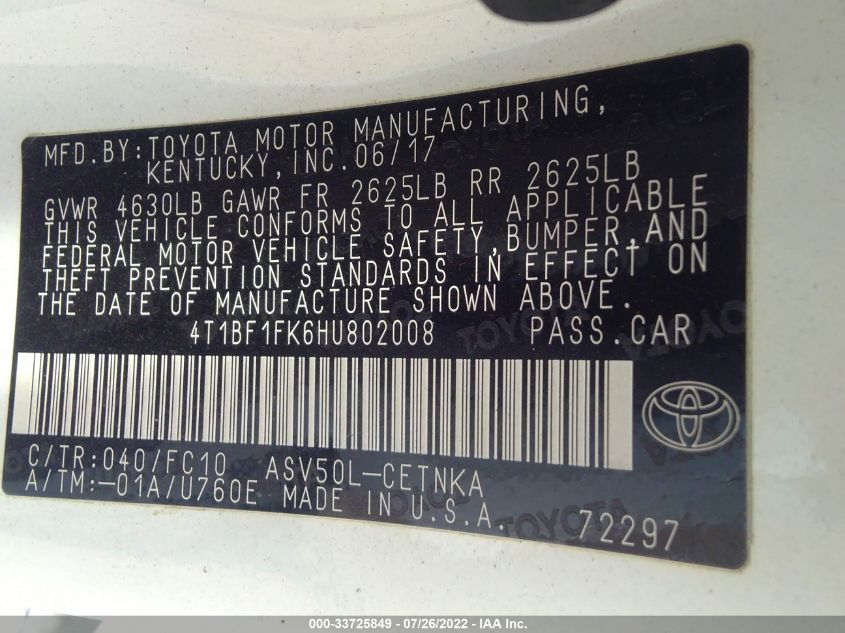 MFD.BY:TOYOTA MOTOR MANUFACTURING,
KENTUCKY,INC.06/17
GVWR 4630LB GAWR FR 2625LB RR 2625LB
THIS VEHICLE CONFORMS TO ALL APPLICABLE
FEDERAL MOTOR VEHICLE SAFETY,BUMPER,AND
THEFT PREVENTION STANDARDS IN EFFECT ON
THE DATE OF MANUFACTURE SHOWN ABOVE.
4T1BF1FK6HU802008 PASS.CAR
C/TR:040/FC10 ASV50L-CETNKA
A/TM:-01A/U760E MADE IN U.S.A.
TOYOTA
72297
000-33725849 - 07/26/2022 - IAA Inc.